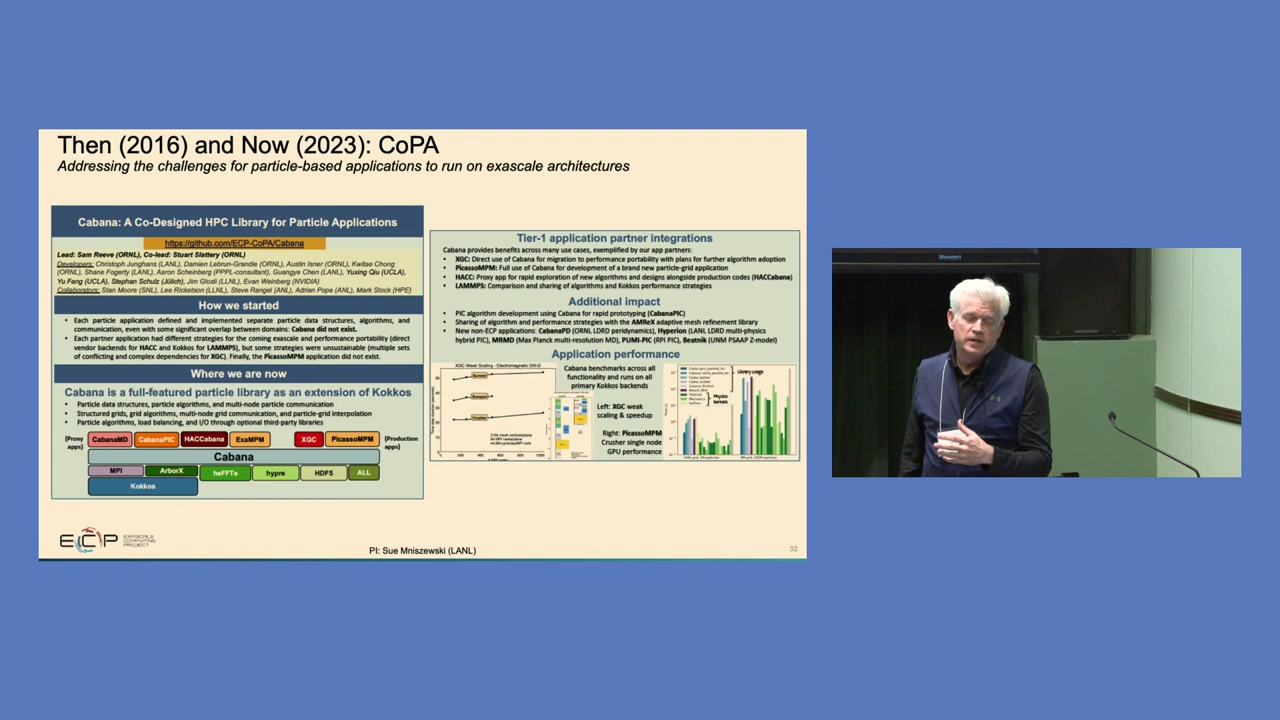 Then (2016) and Now (2023): CoPA
Addressing the challenges for particle-based applications to run on exascale architectures
Cabana: A Co-Designed HPC Library for Particle Applications
https://github.com/ECP-CoPA/Cabana
Lead: Sam Reeve (ORNL), Co-lead: Stuart Slattery (ORNL)
Developers: Christoph Junghans (LANL), Damien Lebrun-Grandie (ORNL), Austin Isner (ORNL), Kwitae Chong
(ORNL), Shane Fogerty (LANL), Aaron Scheinberg (PPPL-consultant), Guangye Chen (LANL), Yuxing Qiu (UCLA),
Yu Fang (UCLA), Stephan Schulz (Jülich), Jim Glosli (LLNL), Evan Weinberg (NVIDIA)
Collaborators: Stan Moore (SNL), Lee Ricketson (LLNL), Steve Rangel (ANL), Adrian Pope (ANL), Mark Stock (HPE)
How we started
• Each particle application defined and implemented separate particle data structures, algorithms, and
communication, even with some significant overlap between domains: Cabana did not exist.
• Each partner application had different strategies for the coming exascale and performance portability (direct
vendor backends for HACC and Kokkos for LAMMPS), but some strategies were unsustainable (multiple sets
of conflicting and complex dependencies for XGC). Finally, the PicassoMPM application did not exist.
Where we are now
Cabana is a full-featured particle library as an extension of Kokkos
• Particle data structures, particle algorithms, and multi-node particle communication
• Structured grids, grid algorithms, multi-node grid communication, and particle-grid interpolation
• Particle algorithms, load balancing, and I/O through optional third-party libraries
[Proxy apps] CabanaMD CabanaPIC HACCabana ExaMPM XGC PicassoMPM [Production apps]
Cabana
MPI ArborX heFFTe hypre HDF5 ALL
Kokkos
Tier-1 application partner integrations
Cabana provides benefits across many use cases, exemplified by our app partners:
• XGC: Direct use of Cabana for migration to performance portability with plans for further algorithm adoption
• PicassoMPM: Full use of Cabana for development of a brand new particle-grid application
• HACC: Proxy app for rapid exploration of new algorithms and designs alongside production codes (HACCabana)
• LAMMPS: Comparison and sharing of algorithms and Kokkos performance strategies
Additional impact
• PIC algorithm development using Cabana for rapid prototyping (CabanaPIC)
• Sharing of algorithm and performance strategies with the AMReX adaptive mesh refinement library
• New non-ECP applications: CabanaPD (ORNL LDRD peridynamics), Hyperion (LANL LDRD multi-physics
hybrid PIC), MRMD (Max Planck multi-resolution MD), PUMI-PIC (RPI PIC), Beatnik (UNM PSAAP Z-model)
Application performance
XGC Weak Scaling - Electromagnetic DIII-D
Summit
Crusher
0 200 400 600 800 1000
Cabana benchmarks across all
functionality and runs on all
primary Kokkos backends
Left: XGC weak
scaling & speedup
Right: PicassoMPM
Crusher single node
GPU performance
Library usage
Physics
kernels
ECP EXASCALE COMPUTING PROJECT
PI: Sue Mniszewski (LANL)
32
Stewart